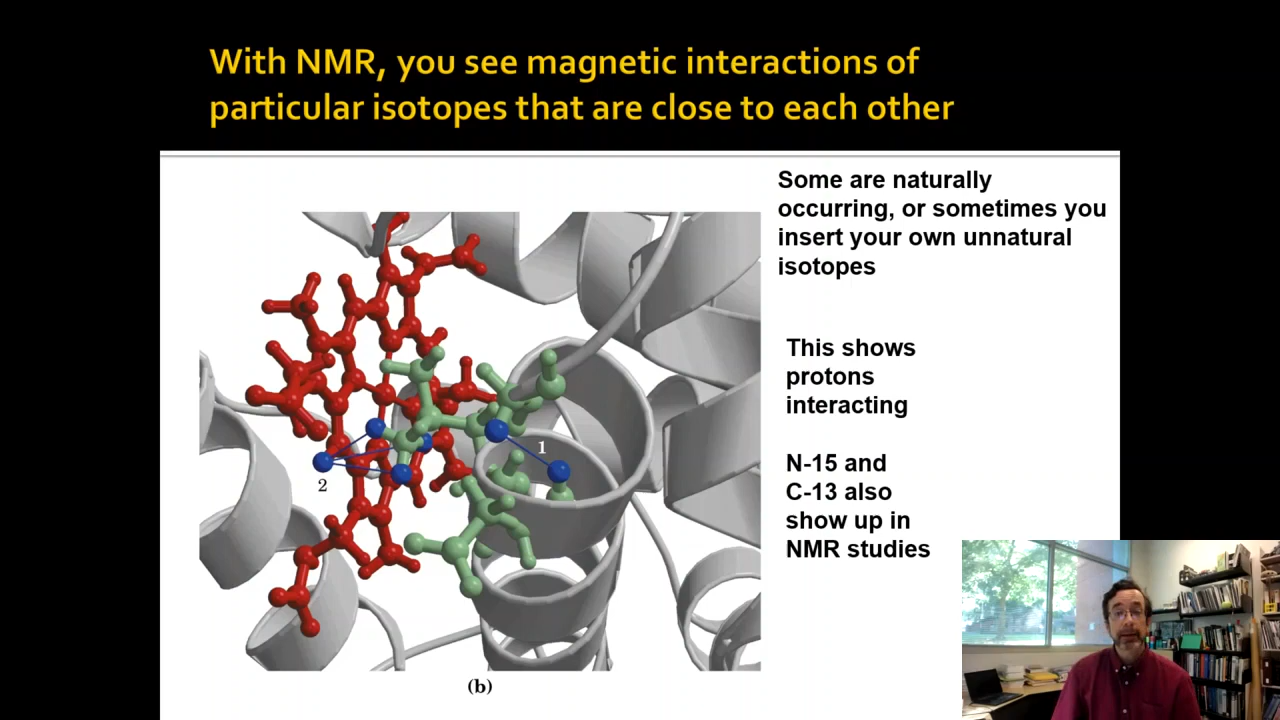 With NMR, you see magnetic interactions of
particular isotopes that are close to each other
Some are naturally
occurring, or sometimes you
insert your own unnatural
isotopes
This shows
protons
interacting
N-15 and
C-13 also
show up in
NMR studies
1
2
(b)